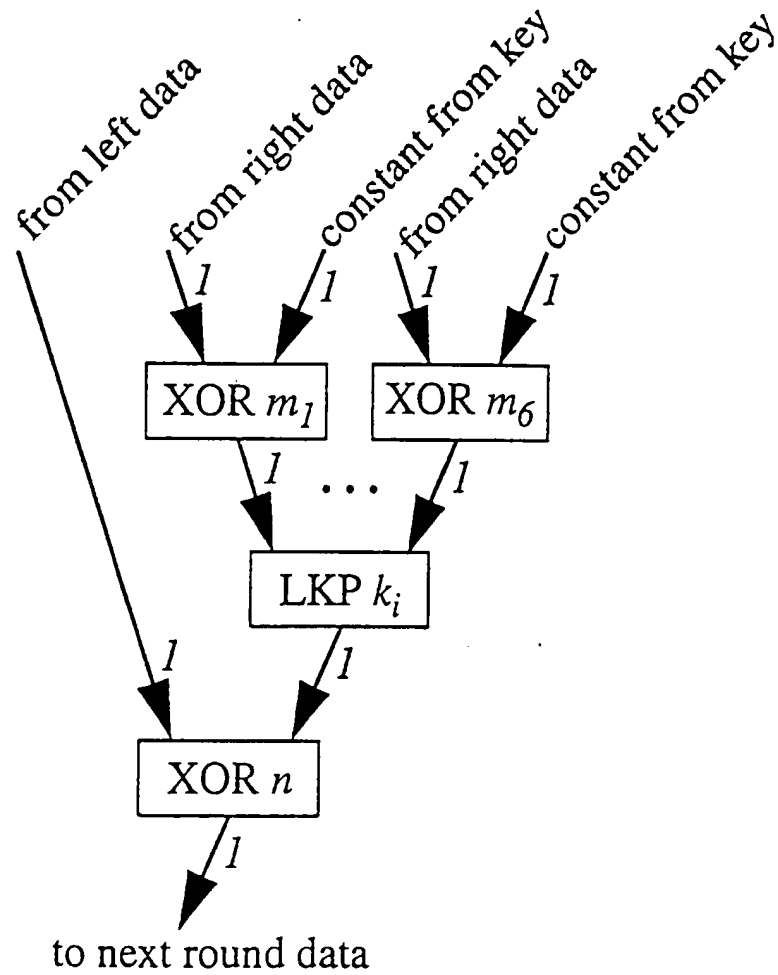 from left data
from right data
constant from key
from right data
constant from key
1 1 1 1
XOR m1 XOR m6
1 ... 1
LKP ki
1 1
XOR n
1
to next round data